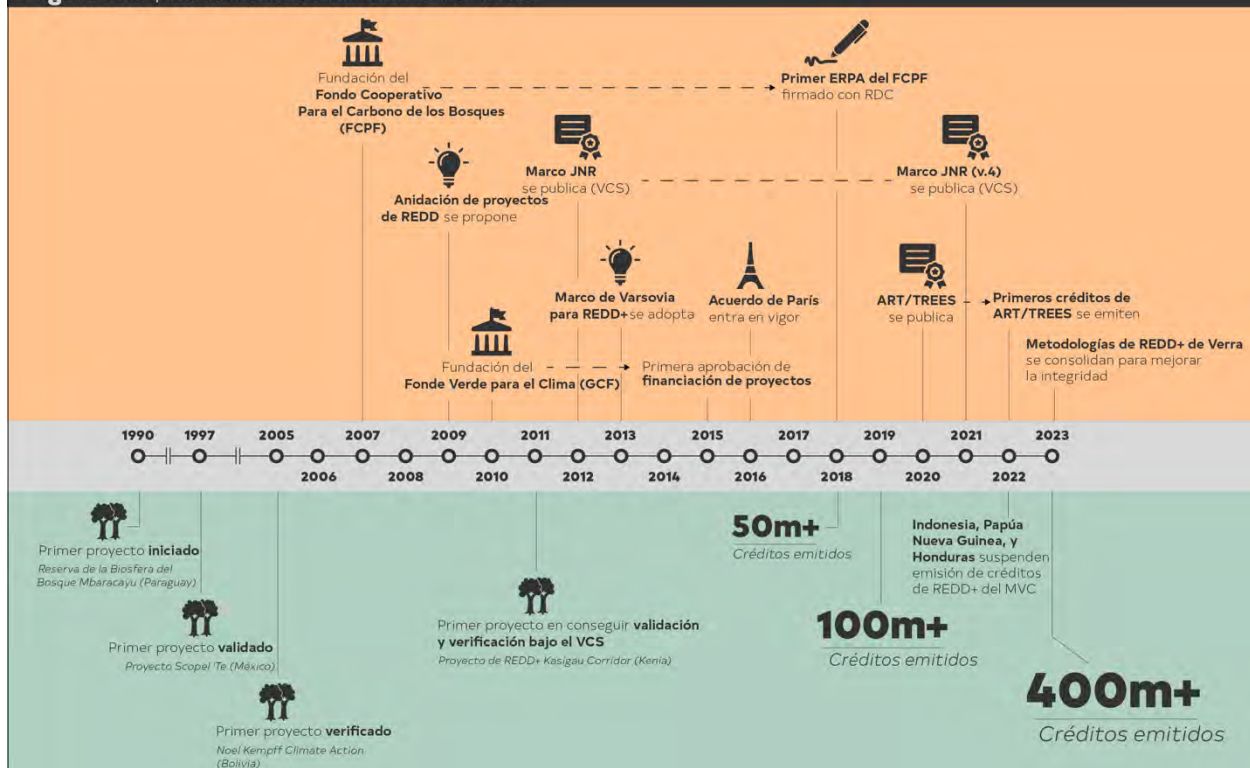 Fundación del
Fondo Cooperativo
Para el Carbono de los Bosques
(FCPF)
Primer ERPA del FCPF
firmado con RDC
Anidación de proyectos
de REDD se propone
Marco JNR
se publica (VCS)
Marco JNR (v.4)
se publica (VCS)
Marco de Varsovia
para REDD+ se adopta
Acuerdo de París
entra en vigor
ART/TREES
se publica
Primeros créditos de
ART/TREES se emiten
Metodologías de REDD+ de Verra
se consolidan para mejorar
la integridad
Fundación del
Fonde Verde para el Clima (GCF)
Primera aprobación de
financiación de proyectos
1990 1997 2005 2007 2009 2011 2013 2015 2017 2019 2021 2023
2006 2008 2010 2012 2014 2016 2018 2020 2022
Primer proyecto iniciado
Reserva de la Biosfera del
Bosque Mbaracayu (Paraguay)
Primer proyecto validado
Proyecto Scopel 'Te (México)
Primer proyecto verificado
Noel Kempff Climate Action
(Bolivia)
Primer proyecto en conseguir validación
y verificación bajo el VCS
Proyecto de REDD+ Kasigau Corridor (Kenia)
50m+
Créditos emitidos
100m+
Créditos emitidos
Indonesia, Papúa
Nueva Guinea, y
Honduras suspenden
emisión de créditos
de REDD+ del MVC
400m+
Créditos emitidos